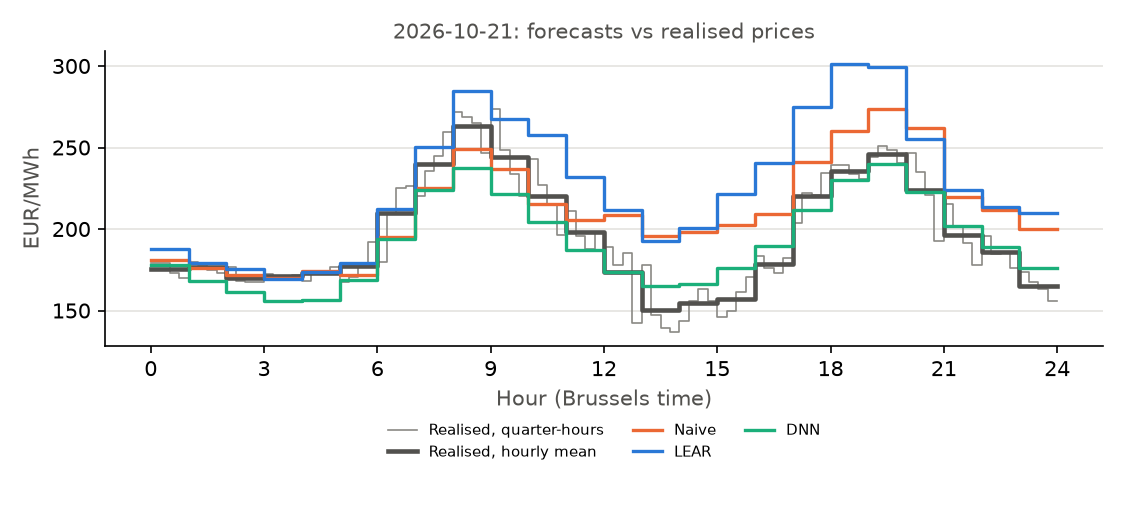 2026-10-21: forecasts vs realised prices
EUR/MWh
300
250
200
150
0 3 6 9 12 15 18 21 24
Hour (Brussels time)
Realised, quarter-hours
Realised, hourly mean
Naive
LEAR
DNN